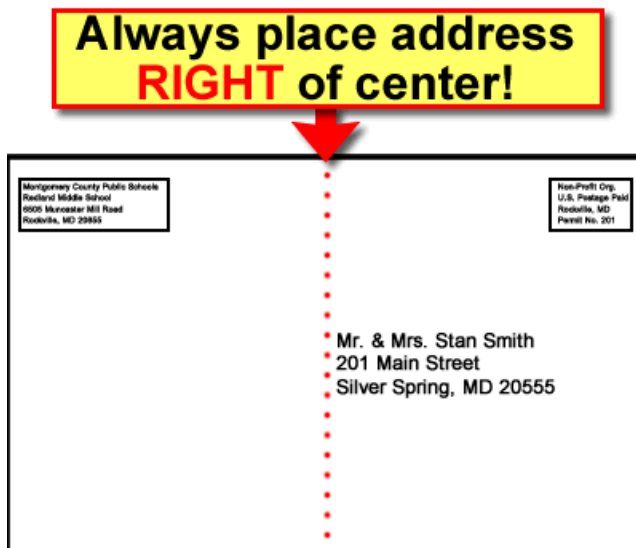 Always place address
RIGHT of center!
Montgomery County Public Schools
Redland Middle School
6505 Muncaster Mill Road
Rockville, MD 20855
Non-Profit Org.
U.S. Postage Paid
Rockville, MD
Permit No. 201
Mr. & Mrs. Stan Smith
201 Main Street
Silver Spring, MD 20555